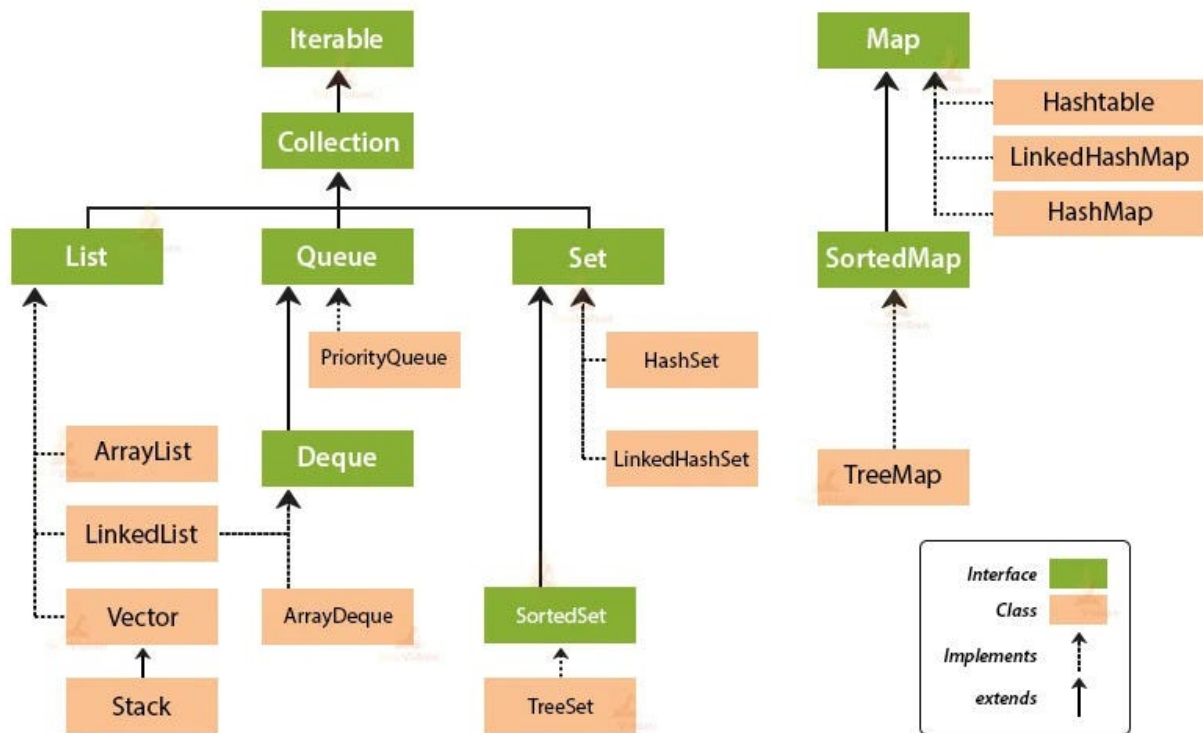 Iterable
Collection
List
Queue
Set
PriorityQueue
HashSet
ArrayList
Deque
LinkedHashSet
LinkedList
Vector
ArrayDeque
SortedSet
Stack
TreeSet
Map
Hashtable
LinkedHashMap
HashMap
SortedMap
TreeMap
Interface
Class
Implements
extends